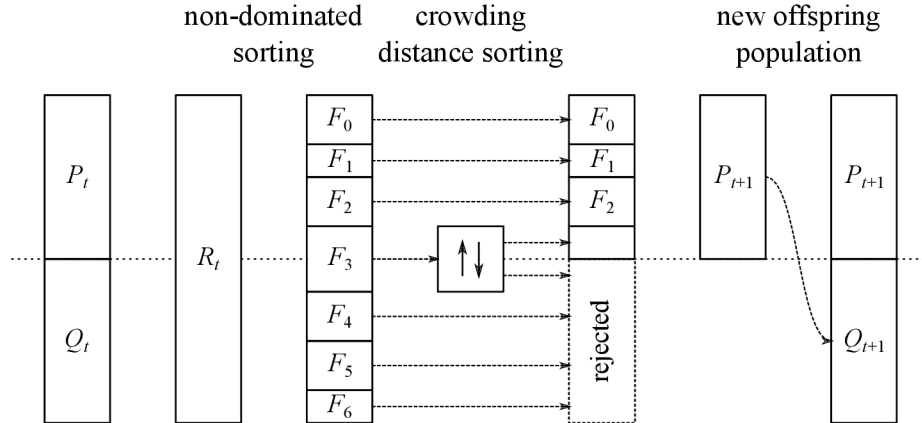 non-dominated
sorting
crowding
distance sorting
new offspring
population
P_t
Q_t
R_t
F_0
F_1
F_2
F_3
F_4
F_5
F_6
F_0
F_1
F_2
rejected
P_{t+1}
P_{t+1}
Q_{t+1}